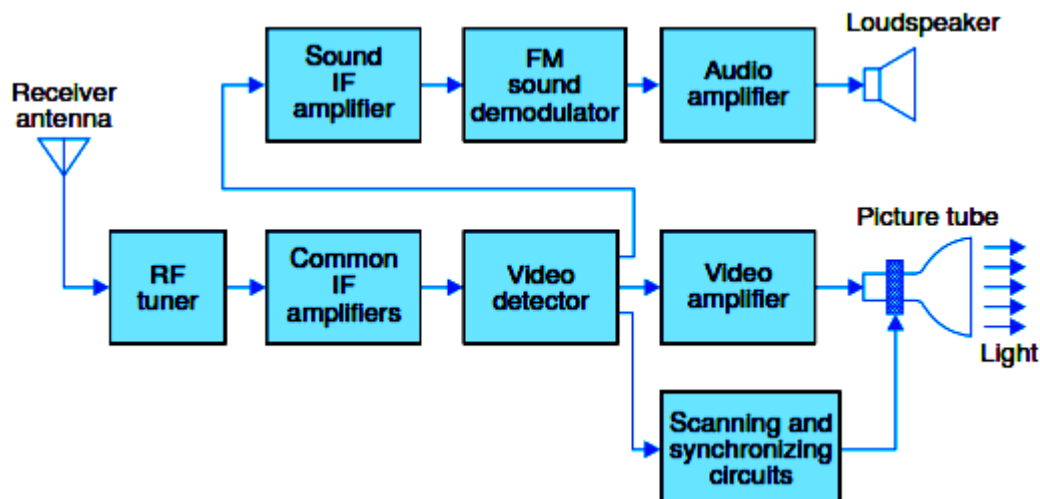 Loudspeaker
Sound
IF
amplifier
FM
sound
demodulator
Audio
amplifier
Receiver
antenna
Picture tube
RF
tuner
Common
IF
amplifiers
Video
detector
Video
amplifier
Light
Scanning and
synchronizing
circuits